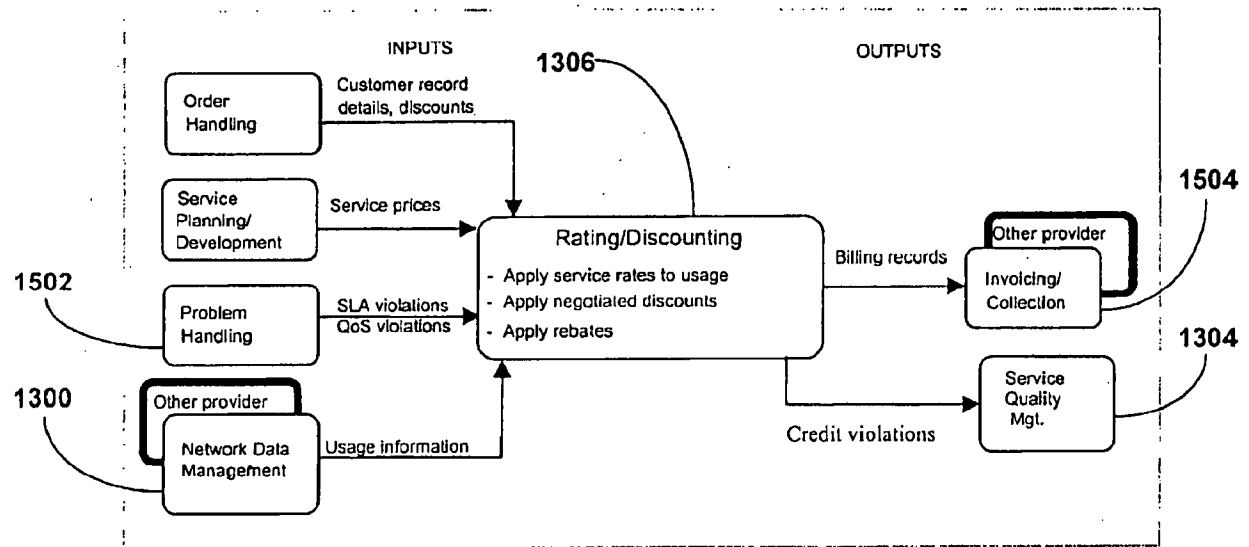 INPUTS
OUTPUTS
1306
Order
Handling
Customer record
details, discounts
Service
Planning/
Development
Service prices
1502
Problem
Handling
SLA violations
QoS violations
1300
Other provider
Network Data
Management
Usage information
Rating/Discounting
- Apply service rates to usage
- Apply negotiated discounts
- Apply rebates
Billing records
1504
Other provider
Invoicing/
Collection
1304
Service
Quality
Mgt.
Credit violations